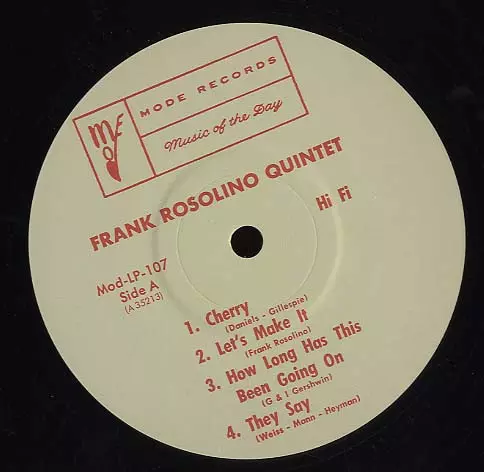 MODE RECORDS
MODE
Music of the Day
FRANK ROSOLINO QUINTET
Hi Fi
Mod-LP-107
Side A
(A 35213)
1. Cherry
(Daniels - Gillespie)
2. Let's Make It
(Frank Rosolino)
3. How Long Has This
Been Going On
(G & I Gershwin)
4. They Say
(Weiss - Mann - Heyman)